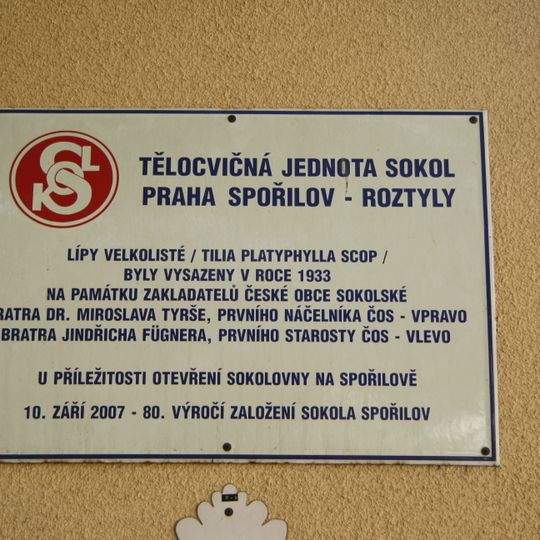 TĚLOCVIČNÁ JEDNOTA SOKOL
PRAHA SPOŘILOV - ROZTYLY
LÍPY VELKOLISTÉ / TILIA PLATYPHYLLA SCOP /
BYLY VYSAZENY V ROCE 1933
NA PAMÁTKU ZAKLADATELŮ ČESKÉ OBCE SOKOLSKÉ
RATRA DR. MIROSLAVA TYRŠE, PRVNÍHO NÁČELNÍKA ČOS - VPRAVO
BRATRA JINDŘICHA FÜGNERA, PRVNÍHO STAROSTY ČOS - VLEVO
U PŘÍLEŽITOSTI OTEVŘENÍ SOKOLOVNY NA SPOŘILOVĚ
10. ZÁŘÍ 2007 - 80. VÝROČÍ ZALOŽENÍ SOKOLA SPOŘILOV